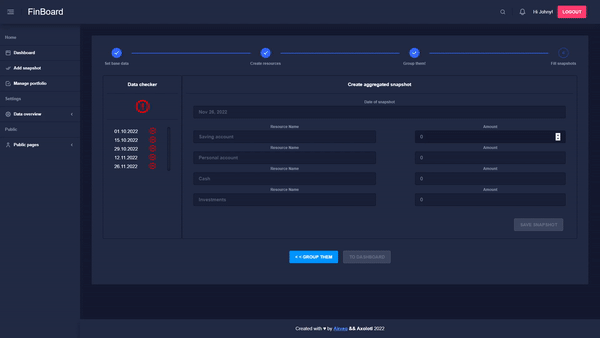 FinBoard
Hi Johny!
LOGOUT
Home
Dashboard
Add snapshot
Manage portfolio
Settings
Data overview
Public
Public pages
Set base data
Create resources
Group them!
Fill snapshots
Data checker
01.10.2022
15.10.2022
29.10.2022
12.11.2022
26.11.2022
Create aggregated snapshot
Date of snapshot
Nov 26, 2022
Resource Name
Amount
Saving account
0
Resource Name
Amount
Personal account
0
Resource Name
Amount
Cash
0
Resource Name
Amount
Investments
0
SAVE SNAPSHOT
< < GROUP THEM
TO DASHBOARD
Created with ♥ by
&& Axolotl 2022